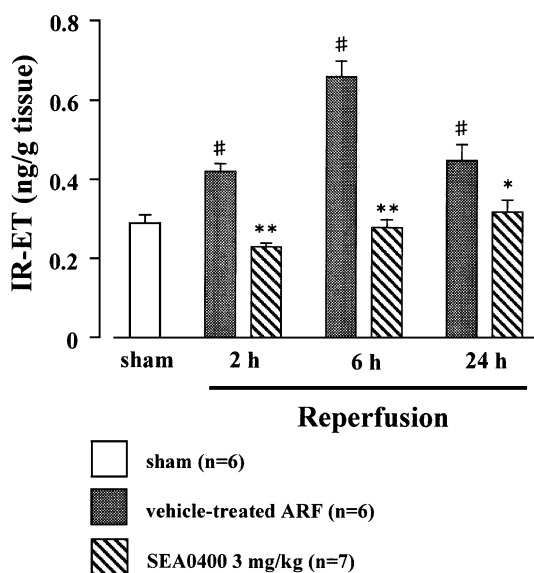 IR-ET (ng/g tissue)
0.8
0.6
0.4
0.2
0
#
**
#
**
#
*
sham
2 h
6 h
24 h
Reperfusion
sham (n=6)
vehicle-treated ARF (n=6)
SEA0400 3 mg/kg (n=7)